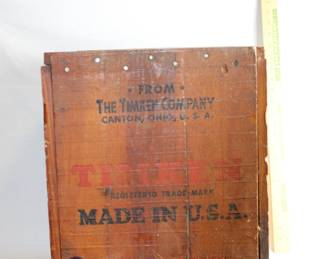 • FROM •
THE TIMKEN COMPANY
CANTON, OHIO, U. S. A.
TIMKEN
REGISTERED TRADE-MARK
MADE IN U.S.A.